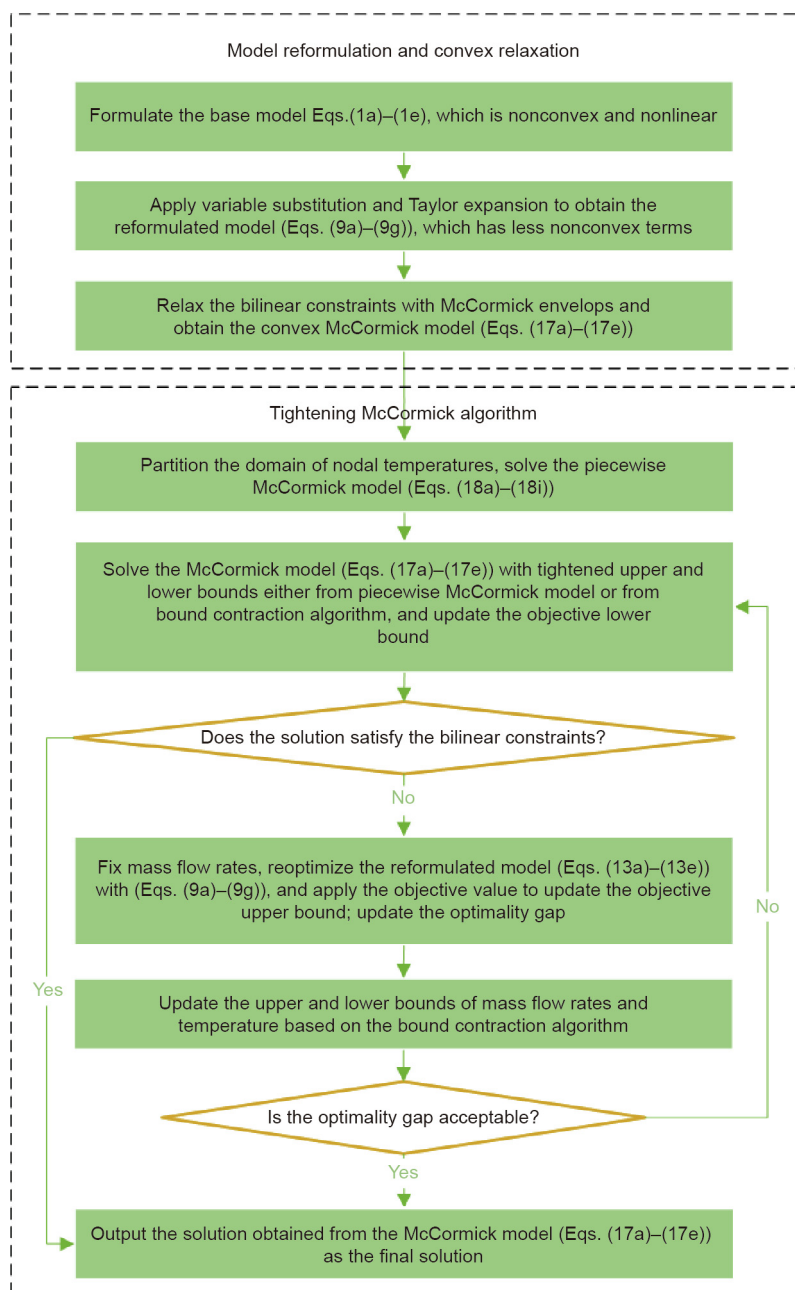 Model reformulation and convex relaxation
Formulate the base model Eqs.(1a)–(1e), which is nonconvex and nonlinear
Apply variable substitution and Taylor expansion to obtain the
reformulated model (Eqs. (9a)–(9g)), which has less nonconvex terms
Relax the bilinear constraints with McCormick envelops and
obtain the convex McCormick model (Eqs. (17a)–(17e))
Tightening McCormick algorithm
Partition the domain of nodal temperatures, solve the piecewise
McCormick model (Eqs. (18a)–(18i))
Solve the McCormick model (Eqs. (17a)–(17e)) with tightened upper and
lower bounds either from piecewise McCormick model or from
bound contraction algorithm, and update the objective lower
bound
Does the solution satisfy the bilinear constraints?
No
Fix mass flow rates, reoptimize the reformulated model (Eqs. (13a)–(13e))
with (Eqs. (9a)–(9g)), and apply the objective value to update the objective
upper bound; update the optimality gap
No
Yes
Update the upper and lower bounds of mass flow rates and
temperature based on the bound contraction algorithm
Is the optimality gap acceptable?
Yes
Output the solution obtained from the McCormick model (Eqs. (17a)–(17e))
as the final solution